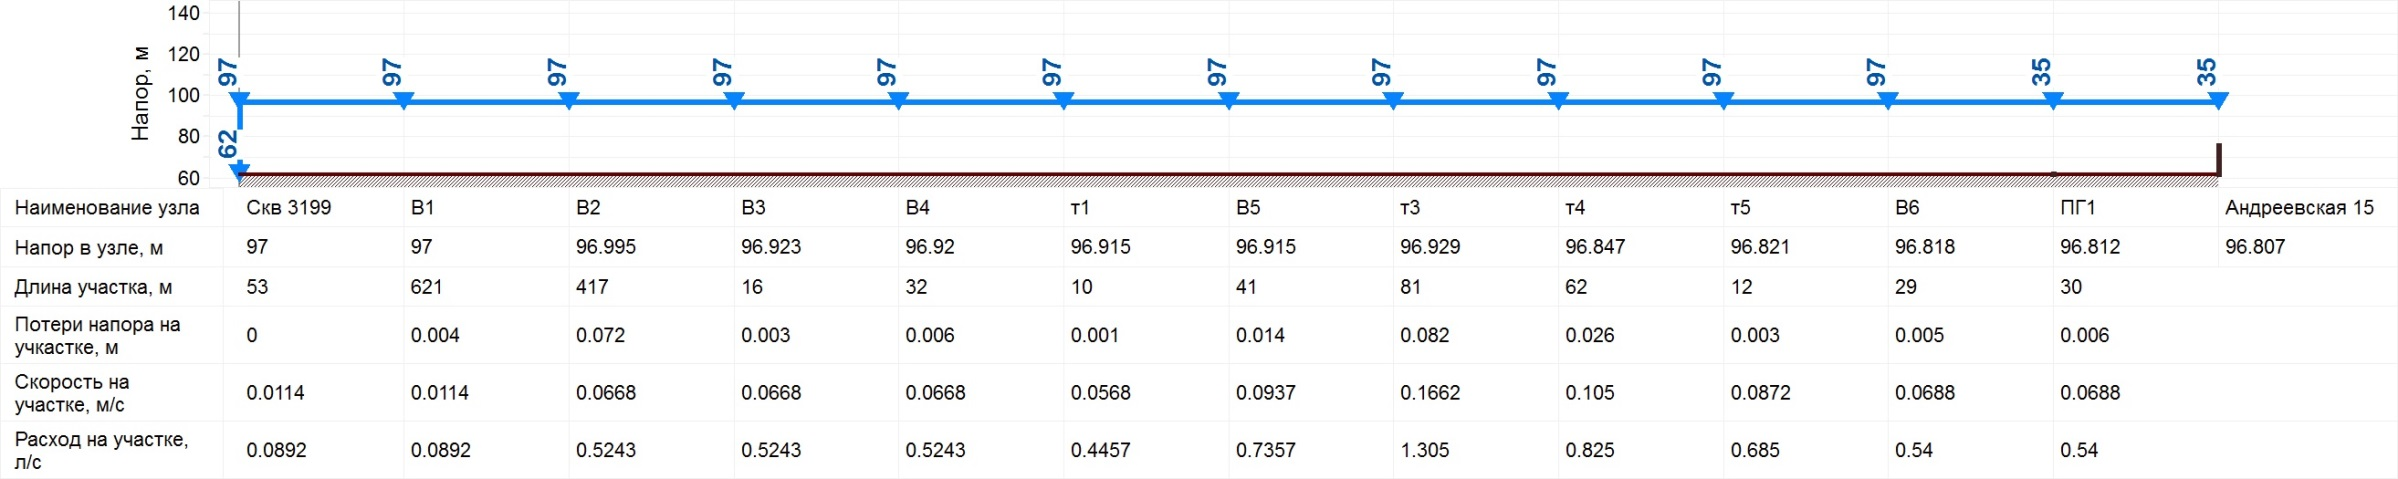 140
120
100
80
60
Напор, м
97 97 97 97 97 97 97 97 97 97 97 35 35
62
Наименование узла Скв 3199 В1 В2 В3 В4 т1 В5 т3 т4 т5 В6 ПГ1 Андреевская 15
Напор в узле, м 97 97 96.995 96.923 96.92 96.915 96.915 96.929 96.847 96.821 96.818 96.812 96.807
Длина участка, м 53 621 417 16 32 10 41 81 62 12 29 30
Потери напора на
учкастке, м 0 0.004 0.072 0.003 0.006 0.001 0.014 0.082 0.026 0.003 0.005 0.006
Скорость на
участке, м/с 0.0114 0.0114 0.0668 0.0668 0.0668 0.0568 0.0937 0.1662 0.105 0.0872 0.0688 0.0688
Расход на участке,
л/с 0.0892 0.0892 0.5243 0.5243 0.5243 0.4457 0.7357 1.305 0.825 0.685 0.54 0.54